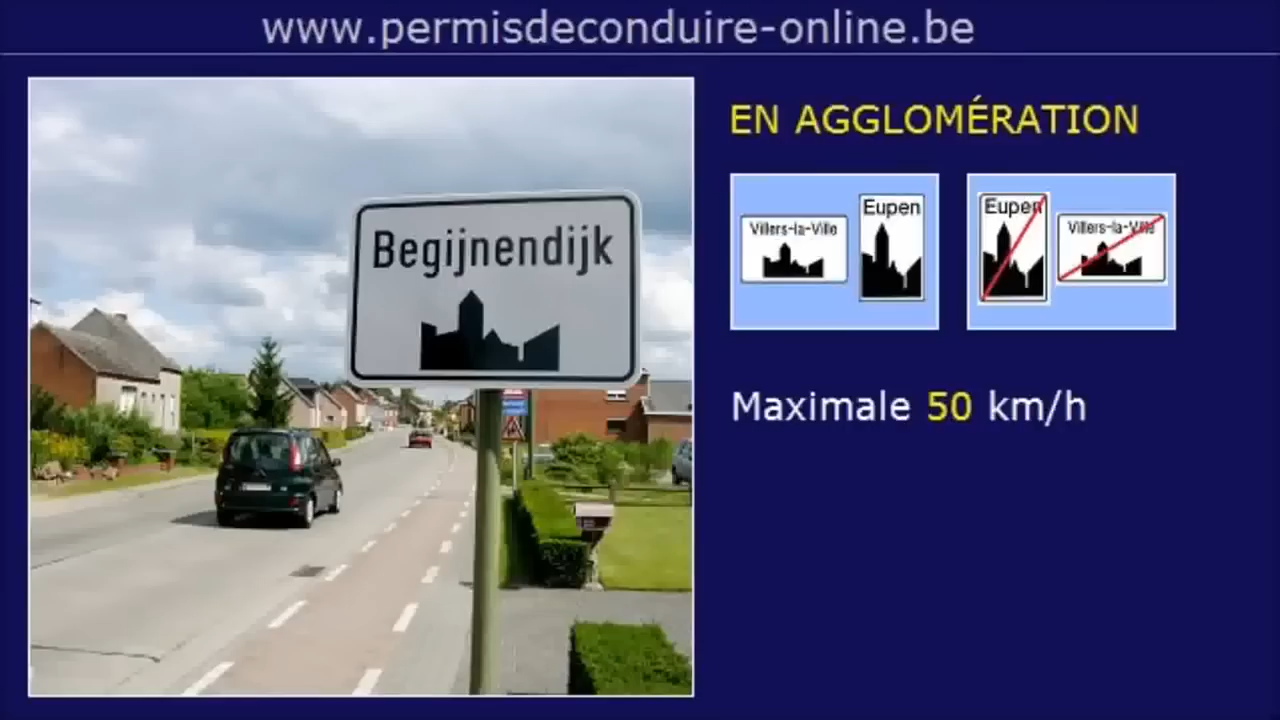 www.permisdeconduire-online.be
EN AGGLOMÉRATION
Begijnendijk
Villers-la-Ville
Eupen
Eupen
Villers-la-Ville
Maximale 50 km/h